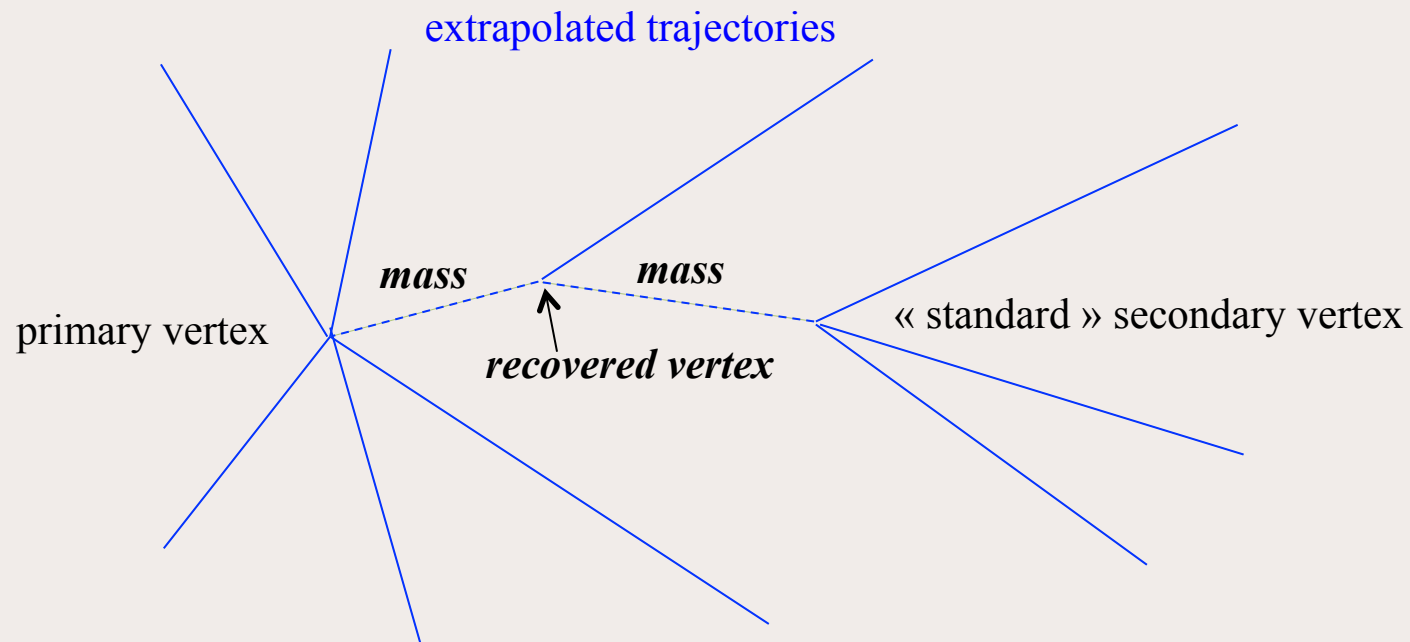 extrapolated trajectories
mass
mass
primary vertex
« standard » secondary vertex
recovered vertex